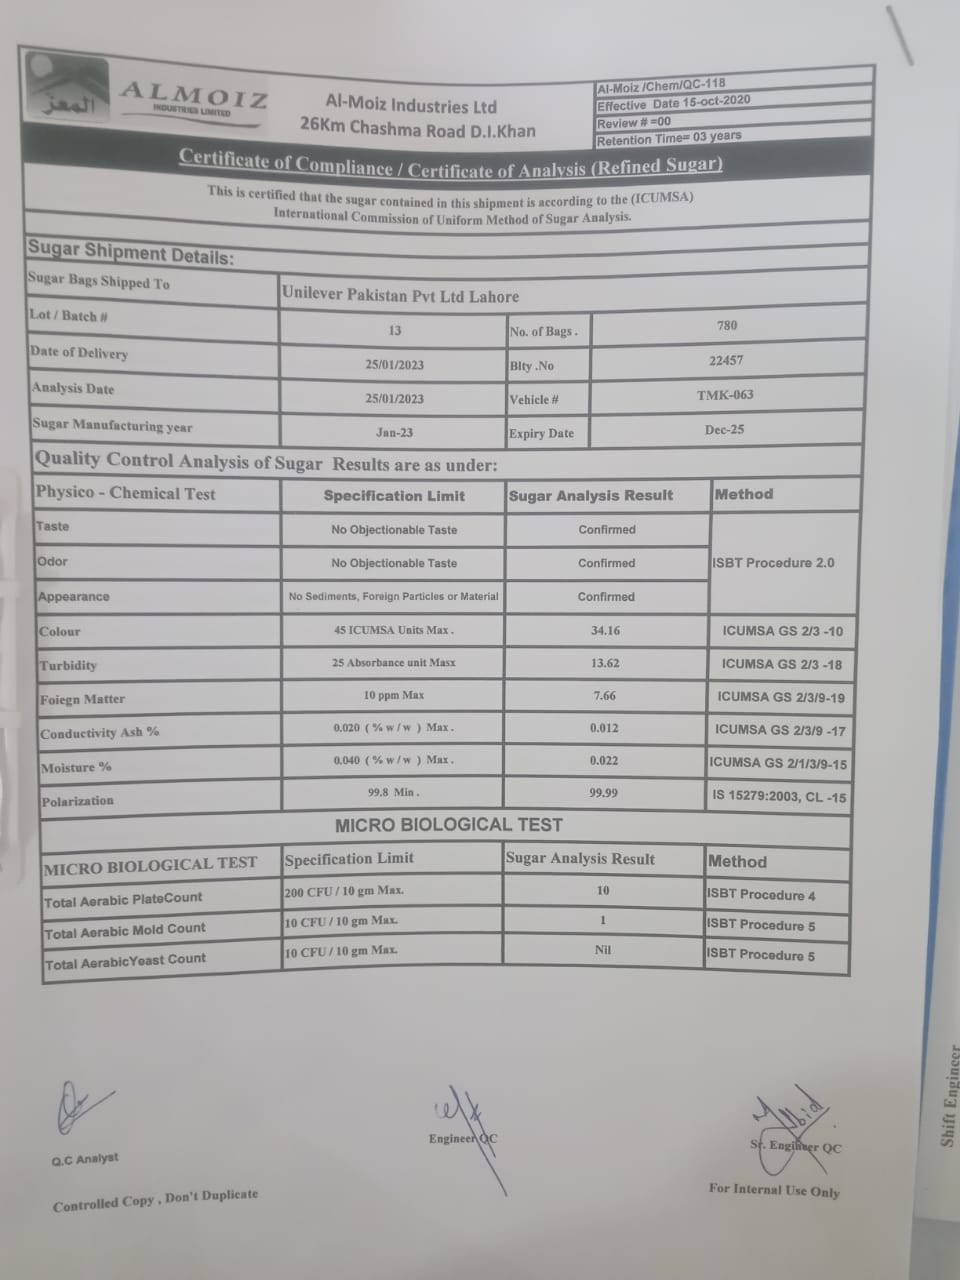 المعز
ALMOIZ
INDUSTRIES LIMITED
Al-Moiz Industries Ltd
26Km Chashma Road D.I.Khan
Al-Moiz /Chem/QC-118
Effective Date 15-oct-2020
Review # =00
Retention Time= 03 years
Certificate of Compliance / Certificate of Analysis (Refined Sugar)
This is certified that the sugar contained in this shipment is according to the (ICUMSA)
International Commission of Uniform Method of Sugar Analysis.
Sugar Shipment Details:
Sugar Bags Shipped To Unilever Pakistan Pvt Ltd Lahore
Lot / Batch # 13 No. of Bags . 780
Date of Delivery 25/01/2023 Blty .No 22457
Analysis Date 25/01/2023 Vehicle # TMK-063
Sugar Manufacturing year Jan-23 Expiry Date Dec-25
Quality Control Analysis of Sugar Results are as under:
Physico - Chemical Test Specification Limit Sugar Analysis Result Method
Taste No Objectionable Taste Confirmed
Odor No Objectionable Taste Confirmed ISBT Procedure 2.0
Appearance No Sediments, Foreign Particles or Material Confirmed
Colour 45 ICUMSA Units Max . 34.16 ICUMSA GS 2/3 -10
Turbidity 25 Absorbance unit Masx 13.62 ICUMSA GS 2/3 -18
Foiegn Matter 10 ppm Max 7.66 ICUMSA GS 2/3/9-19
Conductivity Ash % 0.020 ( % w / w ) Max . 0.012 ICUMSA GS 2/3/9 -17
Moisture % 0.040 ( % w / w ) Max . 0.022 ICUMSA GS 2/1/3/9-15
Polarization 99.8 Min . 99.99 IS 15279:2003, CL -15
MICRO BIOLOGICAL TEST
MICRO BIOLOGICAL TEST Specification Limit Sugar Analysis Result Method
Total Aerabic PlateCount 200 CFU / 10 gm Max. 10 ISBT Procedure 4
Total Aerabic Mold Count 10 CFU / 10 gm Max. 1 ISBT Procedure 5
Total AerabicYeast Count 10 CFU / 10 gm Max. Nil ISBT Procedure 5
Q.C Analyst
Engineer QC
Sr. Engineer QC
Controlled Copy , Don't Duplicate
For Internal Use Only
Shift Engineer